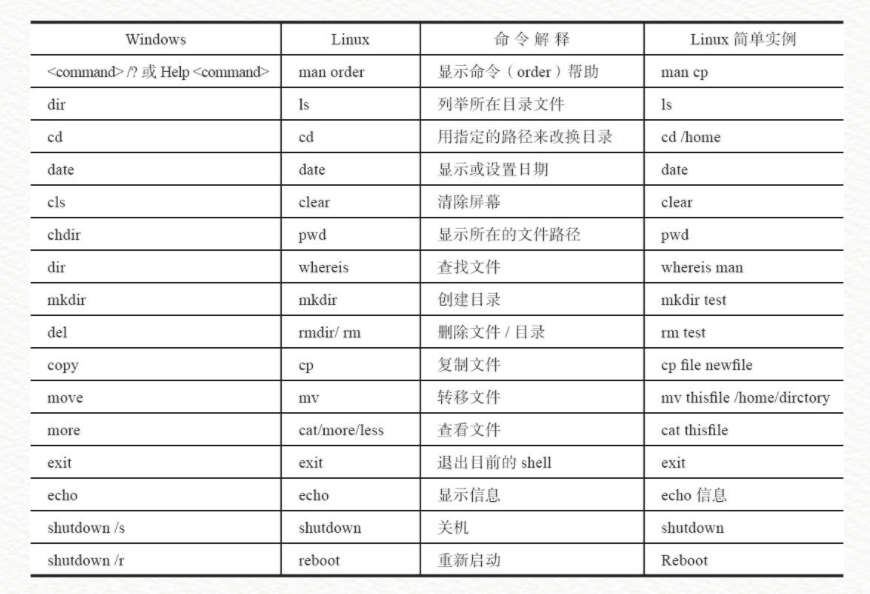 Windows Linux 命令解释 Linux 简单实例
<command> /? 或 Help <command> man order 显示命令（order）帮助 man cp
dir ls 列举所在目录文件 ls
cd cd 用指定的路径来改换目录 cd /home
date date 显示或设置日期 date
cls clear 清除屏幕 clear
chdir pwd 显示所在的文件路径 pwd
dir whereis 查找文件 whereis man
mkdir mkdir 创建目录 mkdir test
del rmdir/ rm 删除文件 / 目录 rm test
copy cp 复制文件 cp file newfile
move mv 转移文件 mv thisfile /home/dirctory
more cat/more/less 查看文件 cat thisfile
exit exit 退出目前的 shell exit
echo echo 显示信息 echo 信息
shutdown /s shutdown 关机 shutdown
shutdown /r reboot 重新启动 Reboot